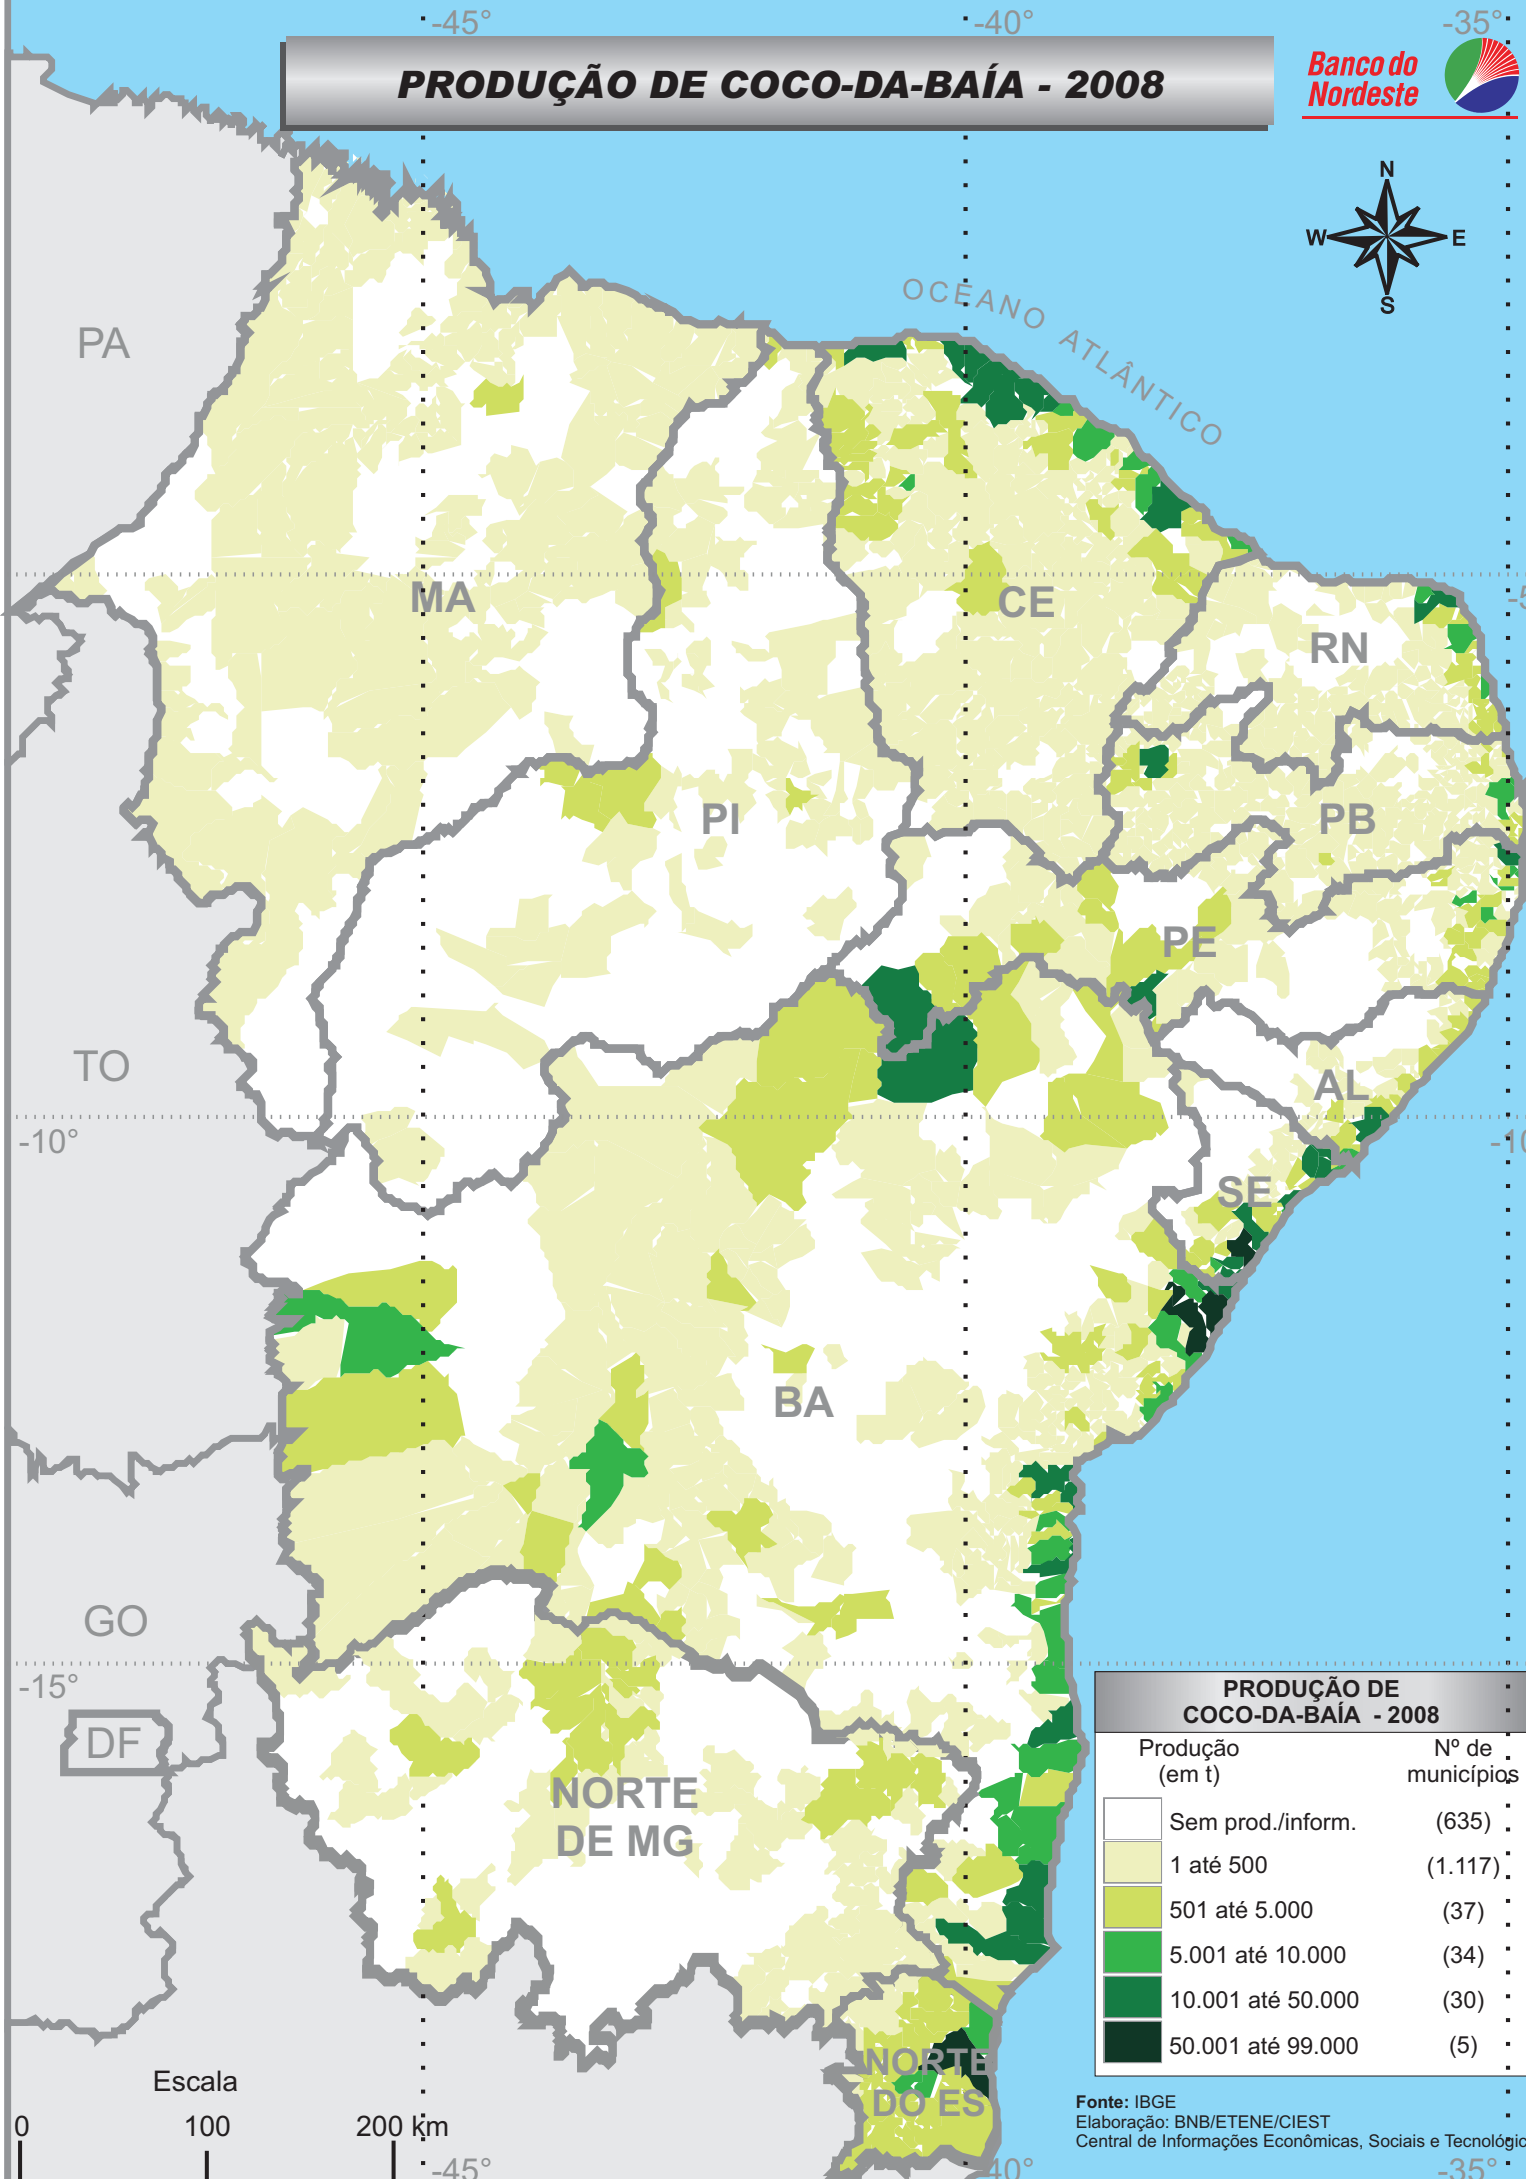 -45°
-40°
-35°
PRODUÇÃO DE COCO-DA-BAÍA - 2008
Banco do
Nordeste
N
W
E
S
OCEANO ATLÂNTICO
PA
MA
CE
RN
PI
PB
PE
TO
AL
-10°
-10
SE
BA
GO
-15°
DF
NORTE
DE MG
NORTE
DO ES
PRODUÇÃO DE
COCO-DA-BAÍA - 2008
Produção
(em t)
Nº de
municípios
Sem prod./inform. (635)
1 até 500 (1.117)
501 até 5.000 (37)
5.001 até 10.000 (34)
10.001 até 50.000 (30)
50.001 até 99.000 (5)
Escala
0 100 200 km
Fonte: IBGE
Elaboração: BNB/ETENE/CIEST
Central de Informações Econômicas, Sociais e Tecnológic
-45°
40°
-35°